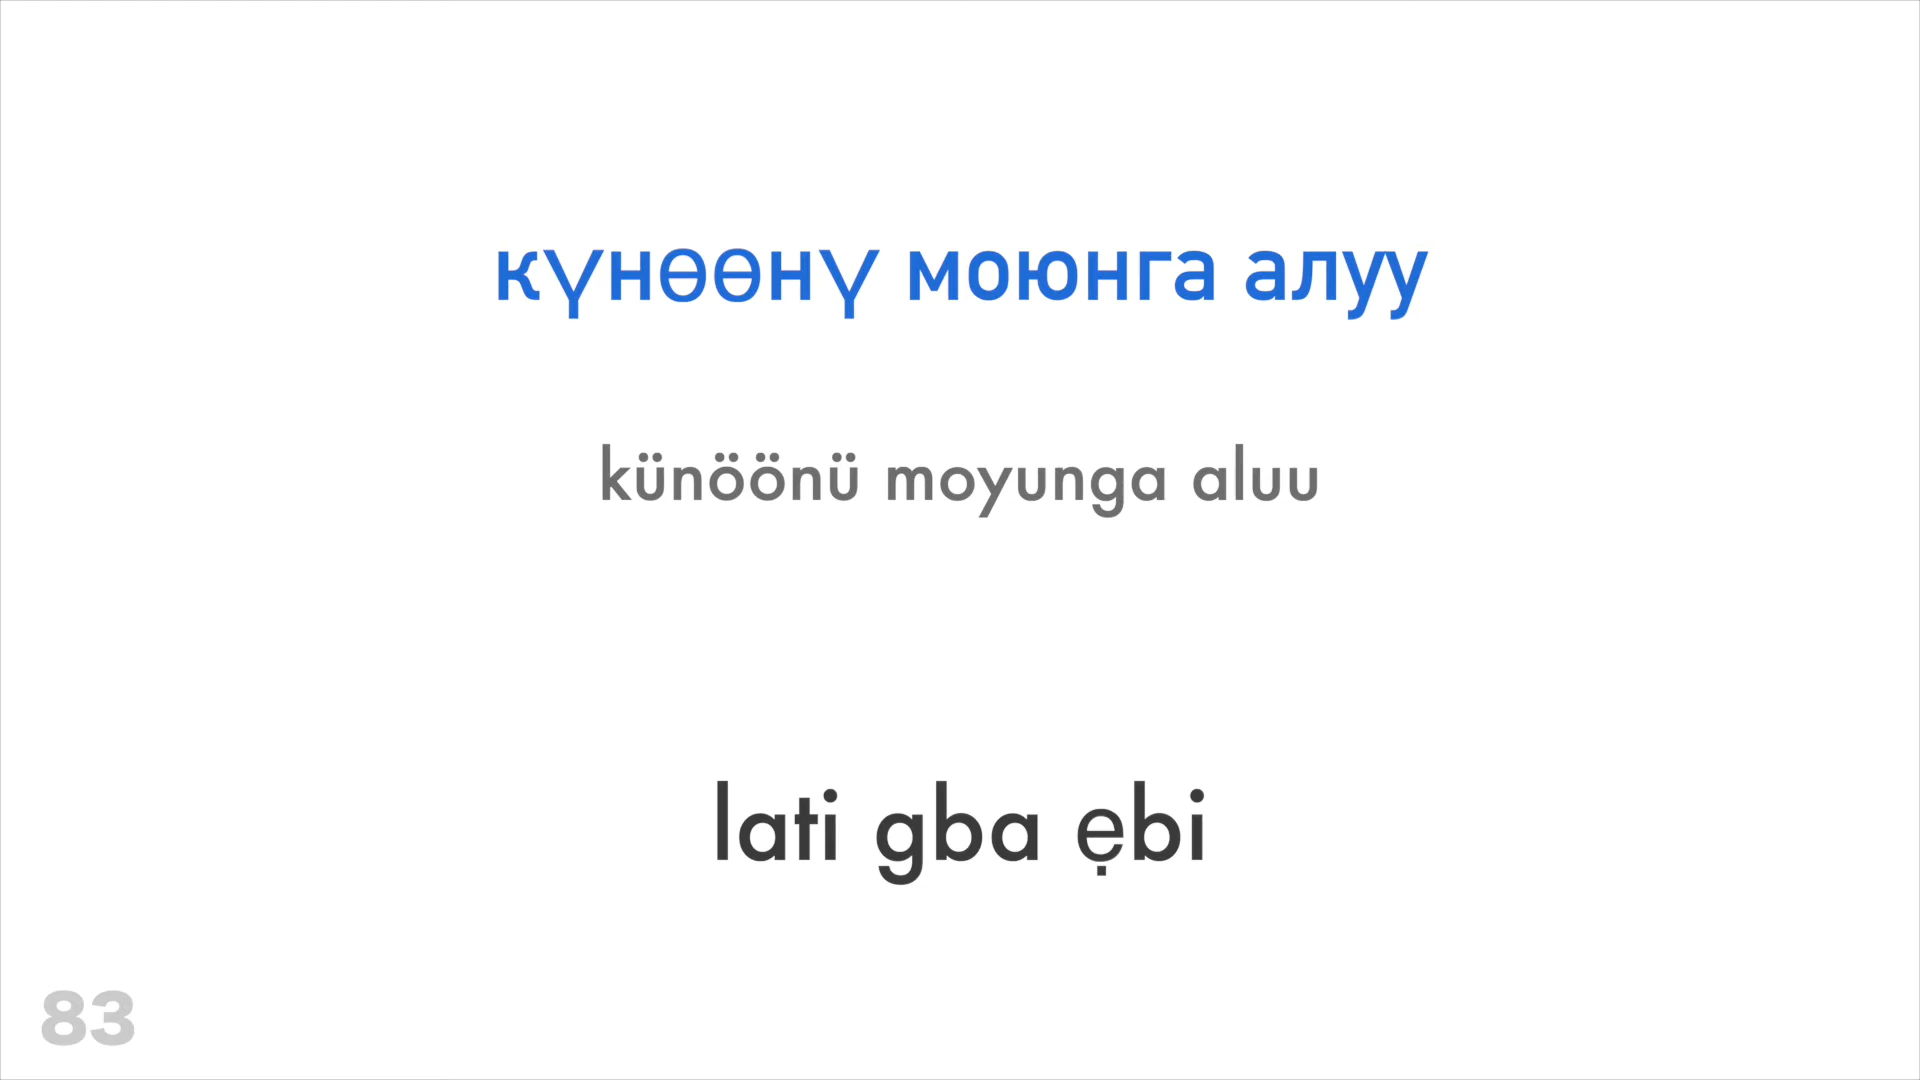 күнөөнү моюнга алуу
künöönü moyunga aluu
lati gba ẹbi
83